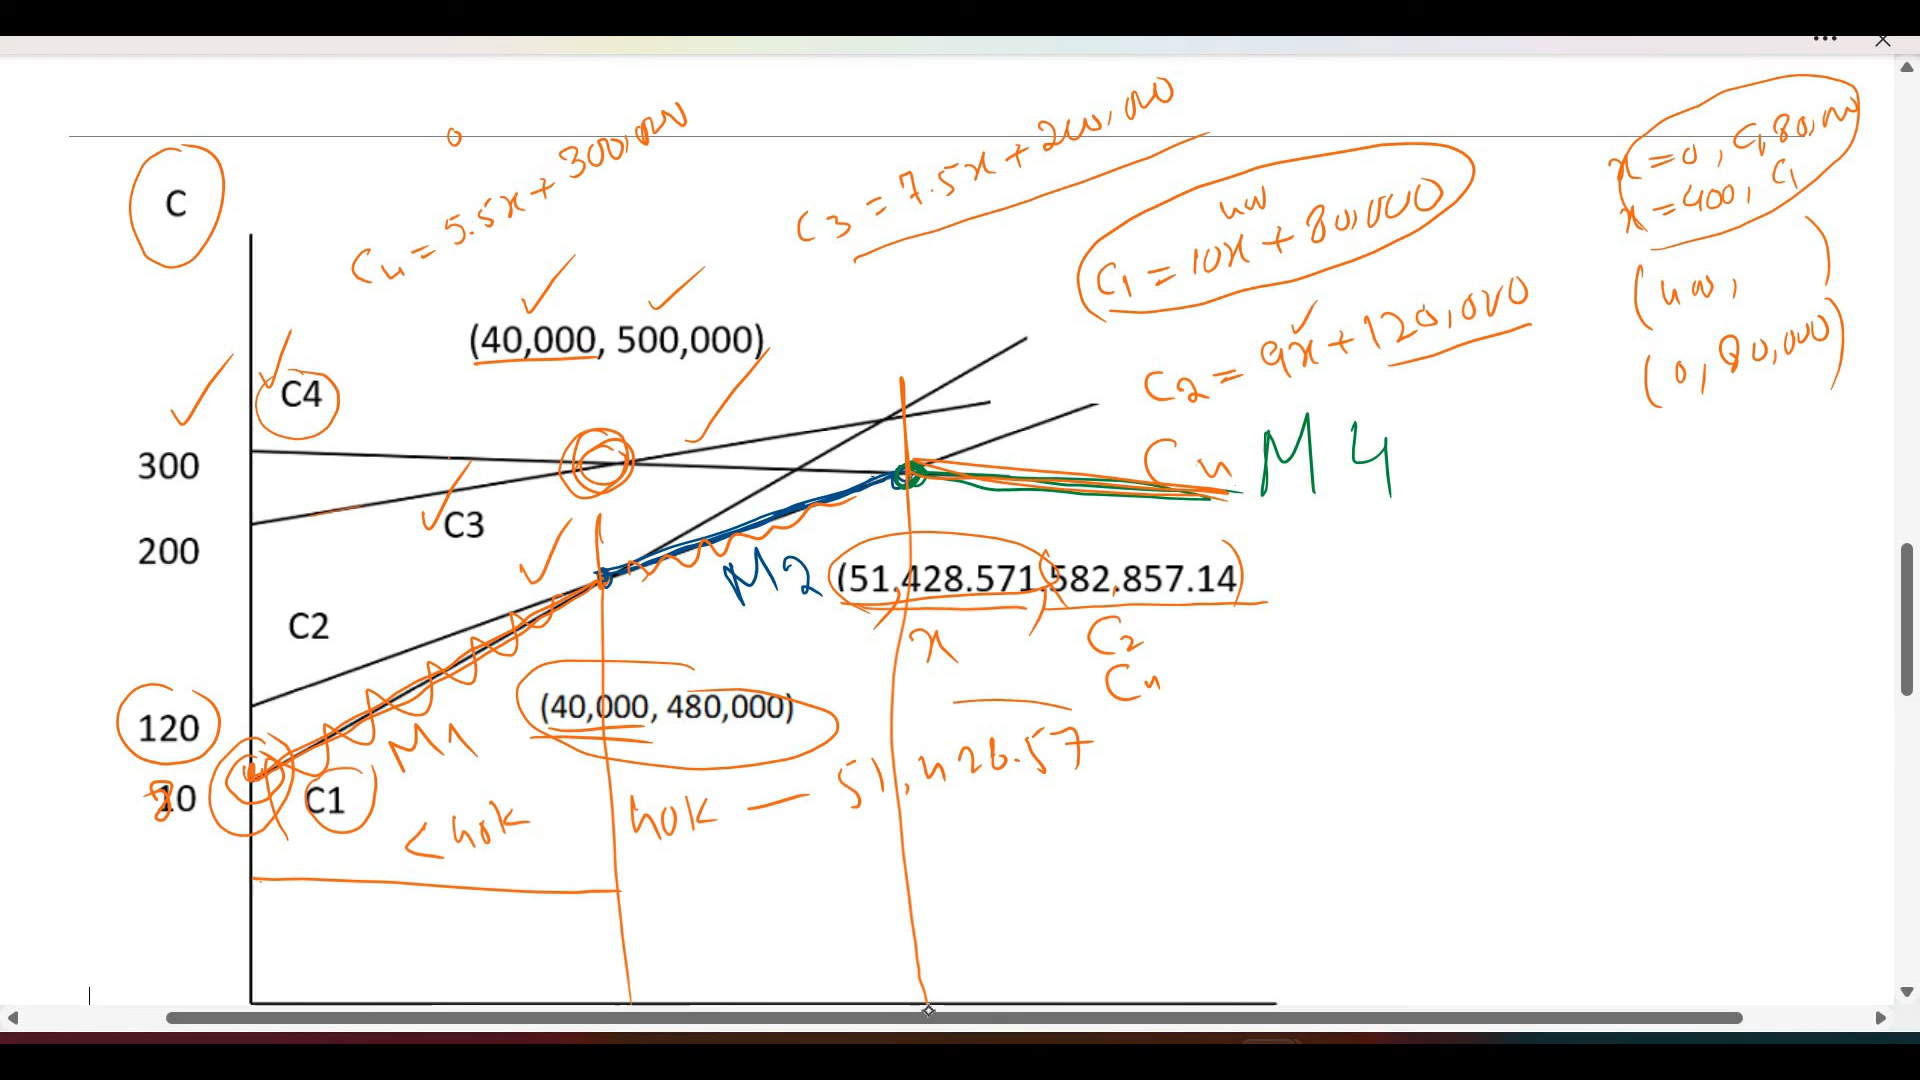 C
0
C4 = 5.5x + 300,000
C3 = 7.5x + 200,000
C1 = 10x + 80,000
400
x = 0, C1, 80,000
x = 400, C1
(400,
(0, 80,000)
C2 = 9x + 120,000
(40,000, 500,000)
C4
300
C3
200
C4 M4
M2
(51,428.571,582,857.14)
x
C2
C4
C2
120
(40,000, 480,000)
M1
80
C1
<40K
40K — 51,428.57